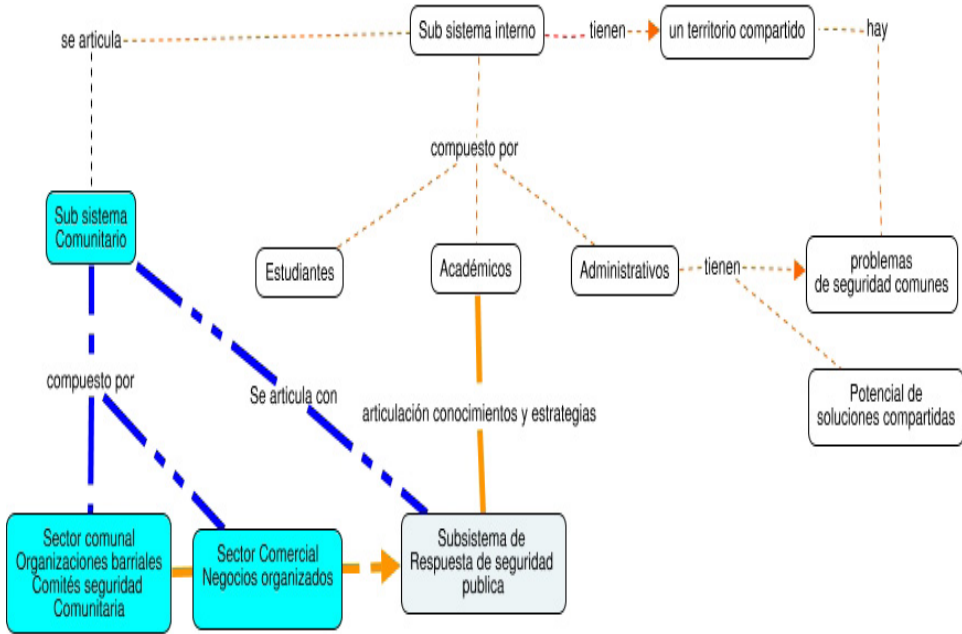 se articula
Sub sistema interno
tienen
un territorio compartido
hay
compuesto por
Sub sistema
Comunitario
Estudiantes
Académicos
Administrativos
tienen
problemas
de seguridad comunes
compuesto por
Se articula con
articulación conocimientos y estrategias
Potencial de
soluciones compartidas
Sector comunal
Organizaciones barriales
Comités seguridad
Comunitaria
Sector Comercial
Negocios organizados
Subsistema de
Respuesta de seguridad
publica